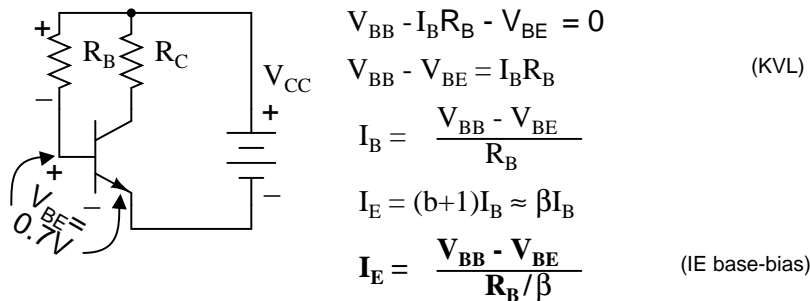 +
R_B R_C
V_CC
+
−
+
−
−
V_BE=
0.7V
V_BB - I_BR_B - V_BE = 0
V_BB - V_BE = I_BR_B (KVL)
I_B = V_BB - V_BE
R_B
I_E = (b+1)I_B ≈ βI_B
I_E = V_BB - V_BE (IE base-bias)
R_B/β